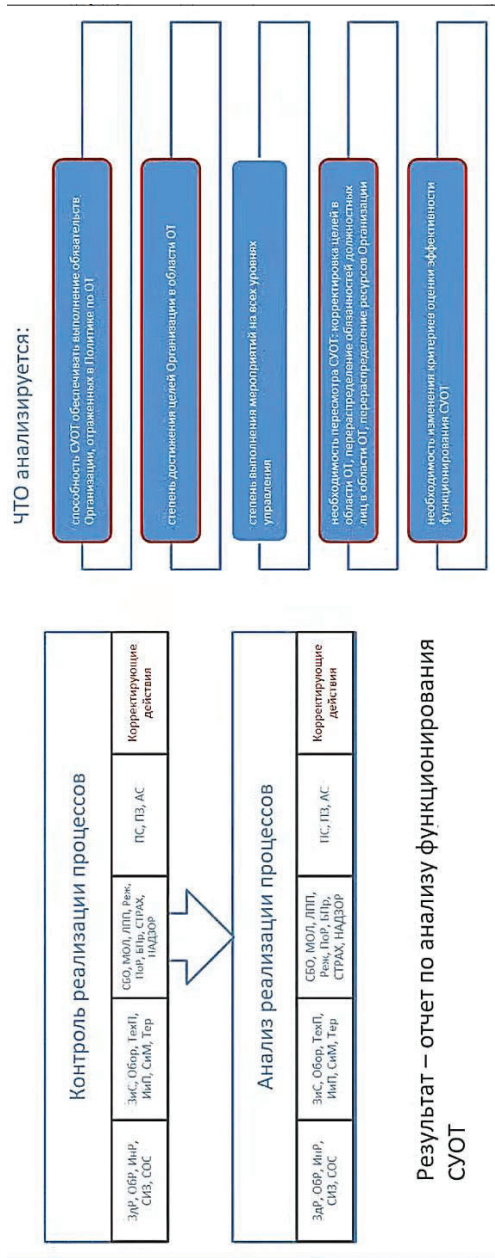 Контроль реализации процессов
ЗдР, ОбР, ИнР,
СИЗ, СОС
ЗиС, Обор, ТехП,
ИиП, СиМ, Тер
СБО, МОЛ, ЛПП, Реж,
ПоР, БПр, СТРАХ,
НАДЗОР
ПС, ПЗ, АС
Корректирующие
действия
Анализ реализации процессов
ЗдР, ОбР, ИнР,
СИЗ, СОС
ЗиС, Обор, ТехП,
ИиП, СиМ, Тер
СБО, МОЛ, ЛПП,
Реж, ПоР, БПр,
СТРАХ, НАДЗОР
ПС, ПЗ, АС
Корректирующие
действия
Результат – отчет по анализу функционирования
СУОТ
ЧТО анализируется:
способность СУОТ обеспечивать выполнение обязательств
Организации, отраженных в Политике по ОТ
степень достижения целей Организации в области ОТ
степень выполнения мероприятий на всех уровнях
управления
необходимость пересмотра СУОТ: корректировка целей в
области ОТ, перераспределение обязанностей должностных
лиц в области ОТ, перераспределение ресурсов Организации
необходимость изменения критериев оценки эффективности
функционирования СУОТ